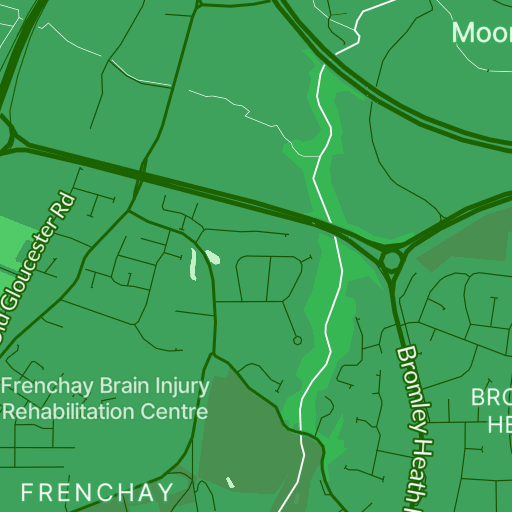 Moor
Old Gloucester Rd
Frenchay Brain Injury
Rehabilitation Centre
Bromley Heath
BRO
HE
FRENCHAY